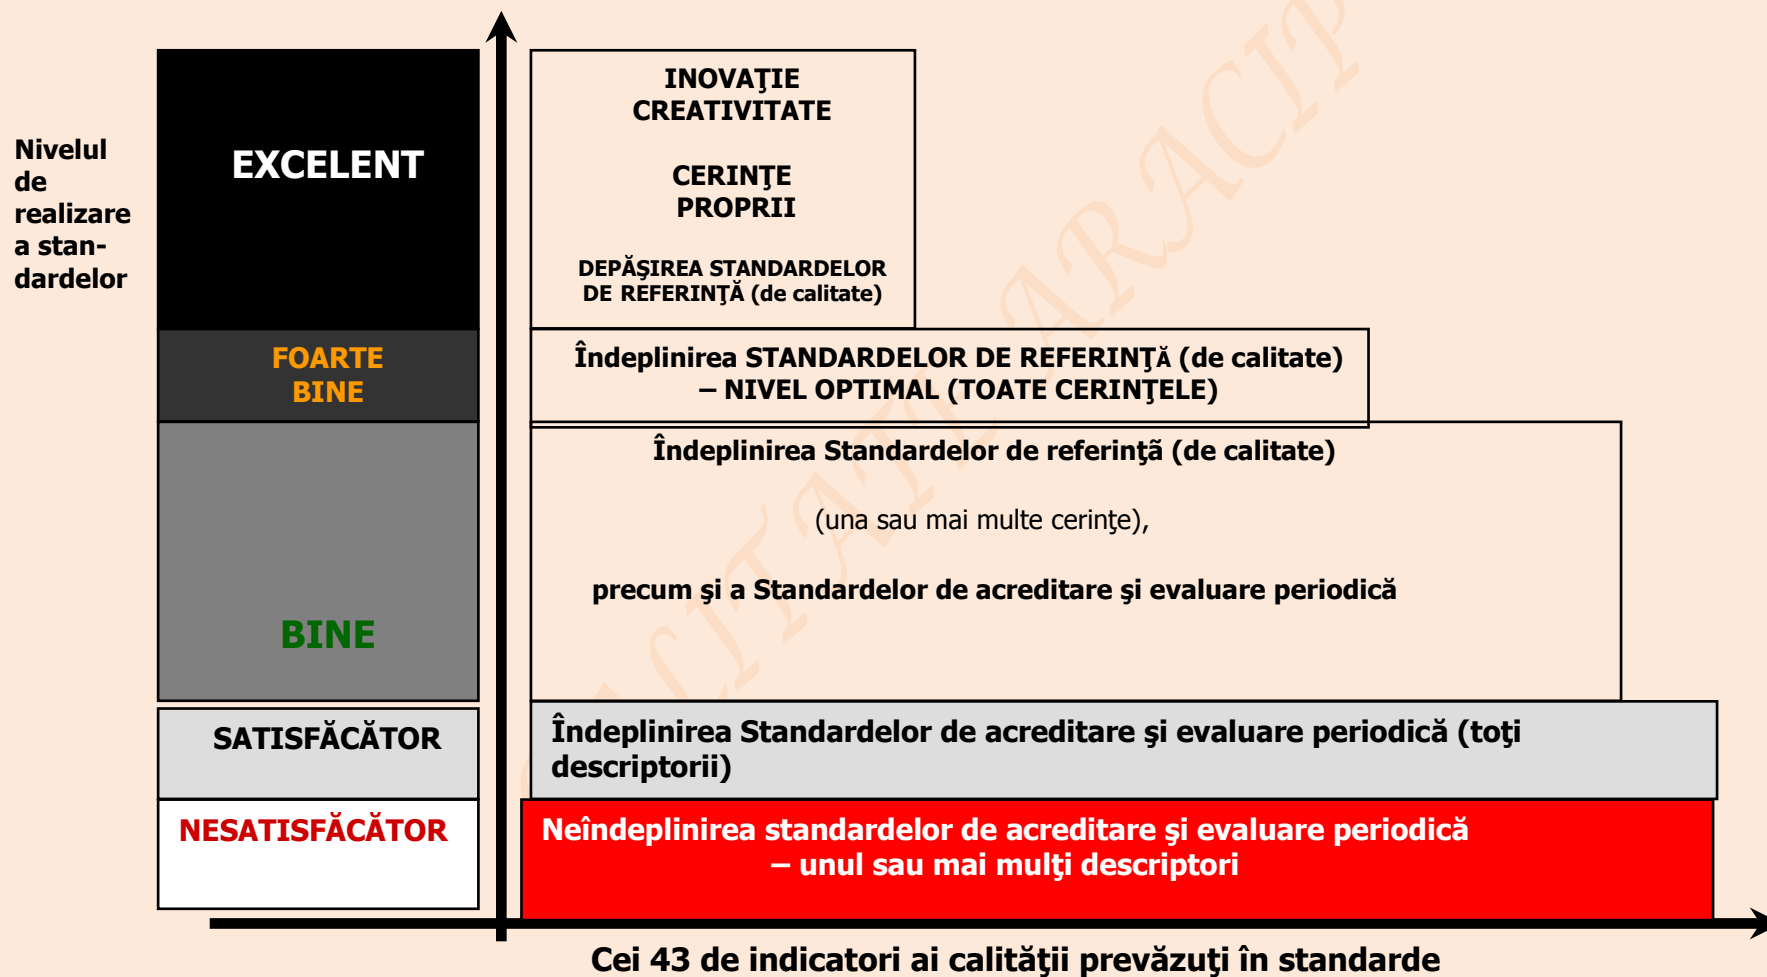 Nivelul
de
realizare
a stan-
dardelor
EXCELENT
INOVAŢIE
CREATIVITATE
CERINŢE
PROPRII
DEPĂŞIREA STANDARDELOR
DE REFERINŢĂ (de calitate)
FOARTE
BINE
Îndeplinirea STANDARDELOR DE REFERINŢĂ (de calitate)
– NIVEL OPTIMAL (TOATE CERINŢELE)
BINE
Îndeplinirea Standardelor de referinţã (de calitate)
(una sau mai multe cerinţe),
precum şi a Standardelor de acreditare şi evaluare periodică
SATISFĂCĂTOR
Îndeplinirea Standardelor de acreditare şi evaluare periodică (toţi
descriptorii)
NESATISFĂCĂTOR
Neîndeplinirea standardelor de acreditare şi evaluare periodică
– unul sau mai mulţi descriptori
Cei 43 de indicatori ai calităţii prevăzuţi în standarde